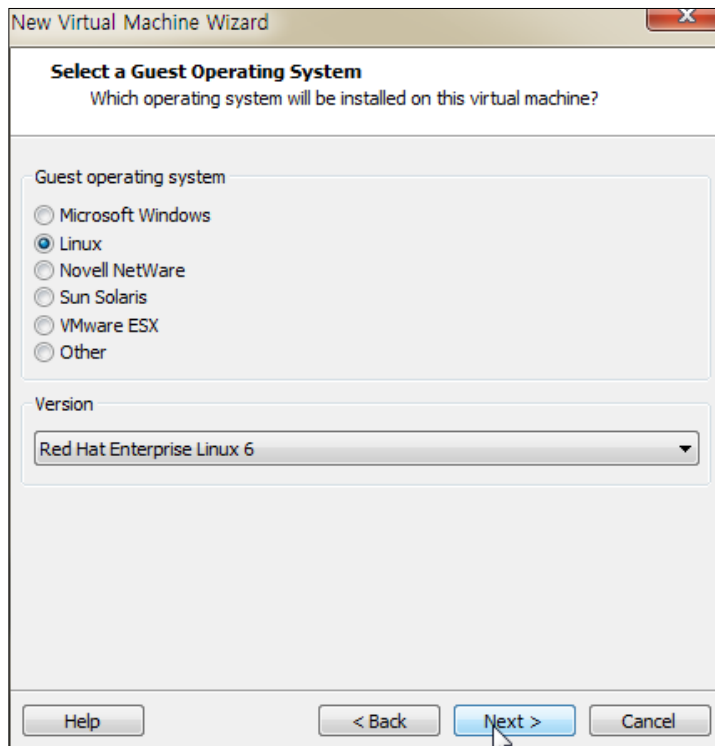 New Virtual Machine Wizard
Select a Guest Operating System
Which operating system will be installed on this virtual machine?
Guest operating system
Microsoft Windows
Linux
Novell NetWare
Sun Solaris
VMware ESX
Other
Version
Red Hat Enterprise Linux 6
Help
< Back
Next >
Cancel